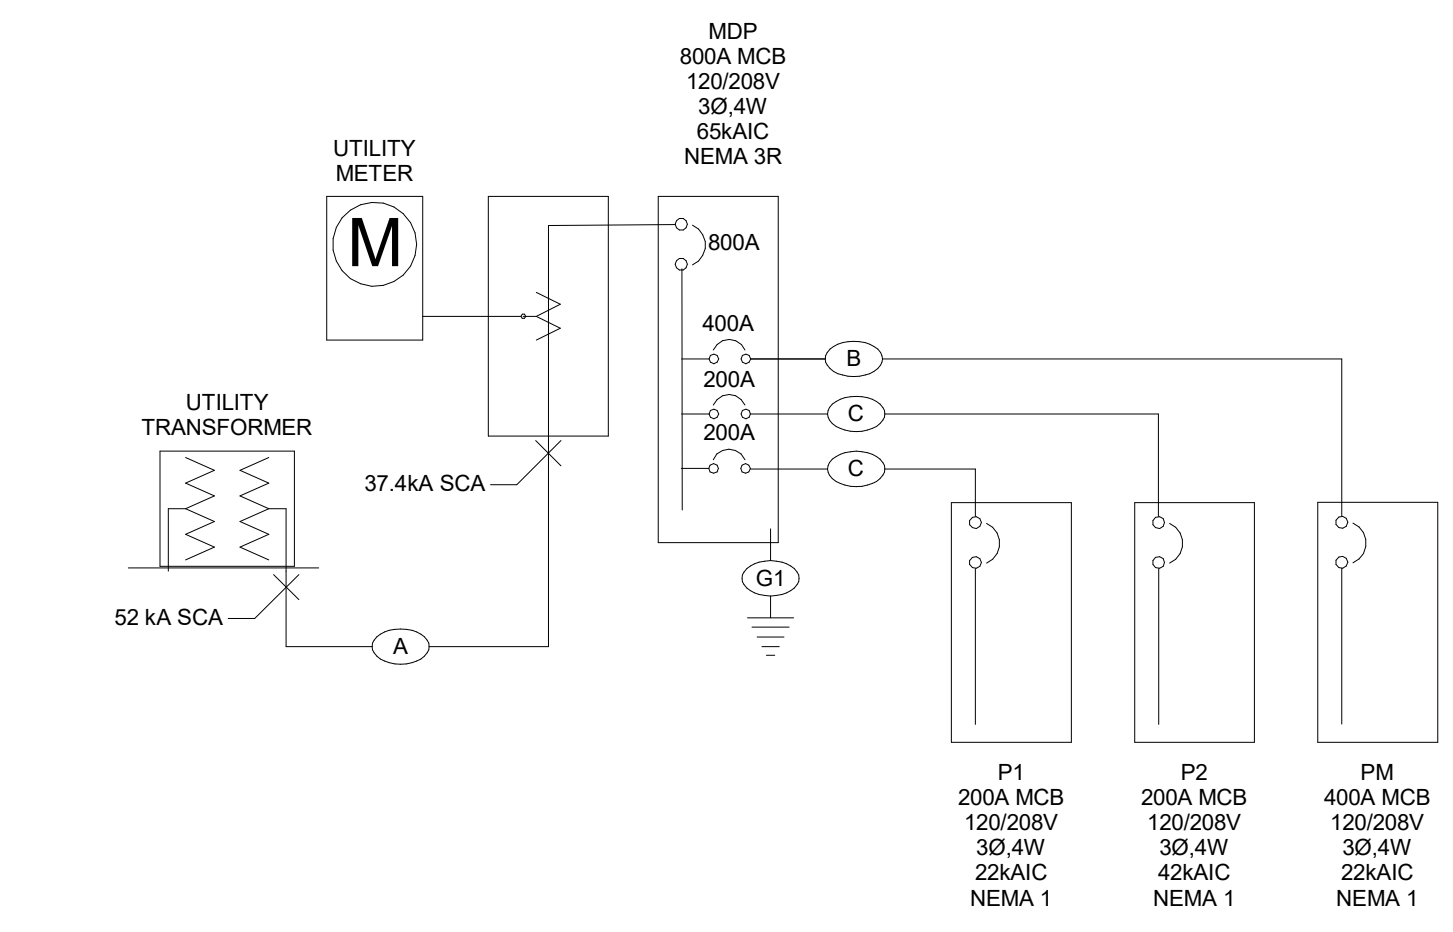 MDP
800A MCB
120/208V
3Ø,4W
65kAIC
NEMA 3R
UTILITY
METER
M
800A
400A
B
200A
C
200A
C
UTILITY
TRANSFORMER
37.4kA SCA
52 kA SCA
A
G1
P1
200A MCB
120/208V
3Ø,4W
22kAIC
NEMA 1
P2
200A MCB
120/208V
3Ø,4W
42kAIC
NEMA 1
PM
400A MCB
120/208V
3Ø,4W
22kAIC
NEMA 1